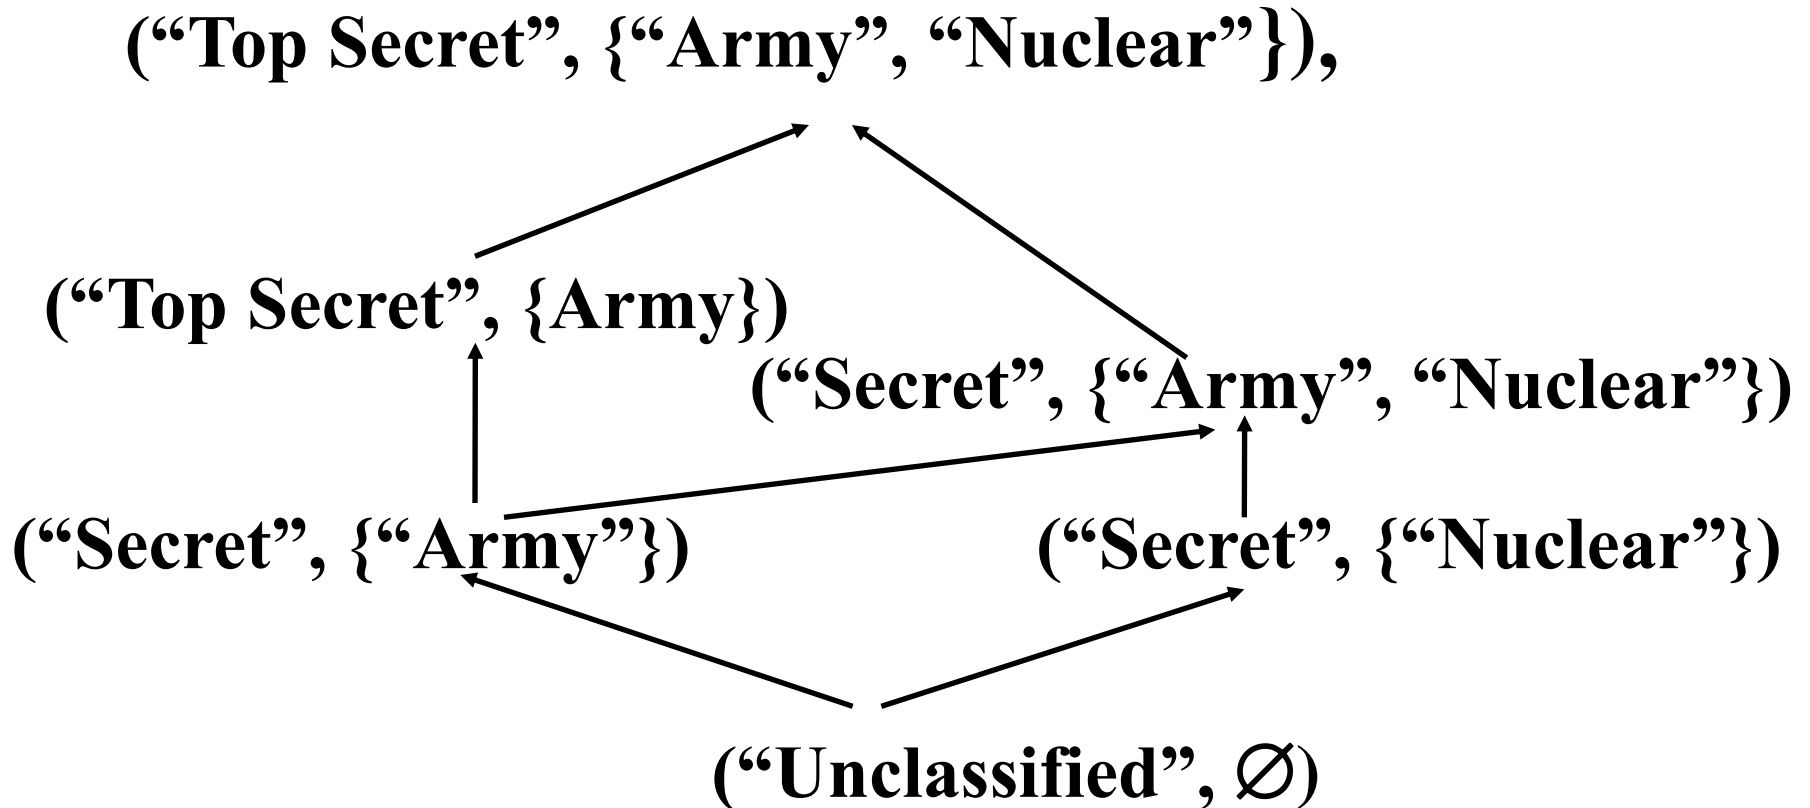 (“Top Secret”, {“Army”, “Nuclear”}),
(“Top Secret”, {Army})
(“Secret”, {“Army”, “Nuclear”})
(“Secret”, {“Army”})
(“Secret”, {“Nuclear”})
(“Unclassified”, ∅)